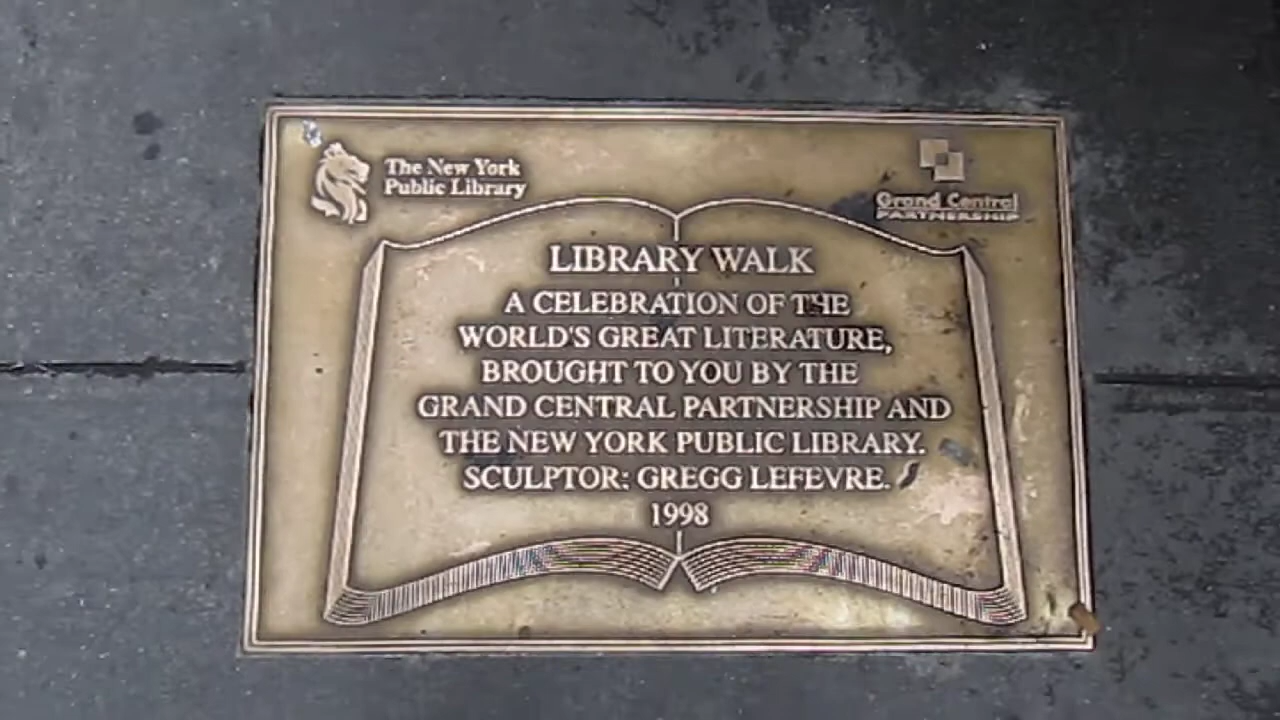 The New York
Public Library
Grand Central
PARTNERSHIP
LIBRARY WALK
A CELEBRATION OF THE
WORLD'S GREAT LITERATURE,
BROUGHT TO YOU BY THE
GRAND CENTRAL PARTNERSHIP AND
THE NEW YORK PUBLIC LIBRARY.
SCULPTOR: GREGG LEFEVRE.
1998